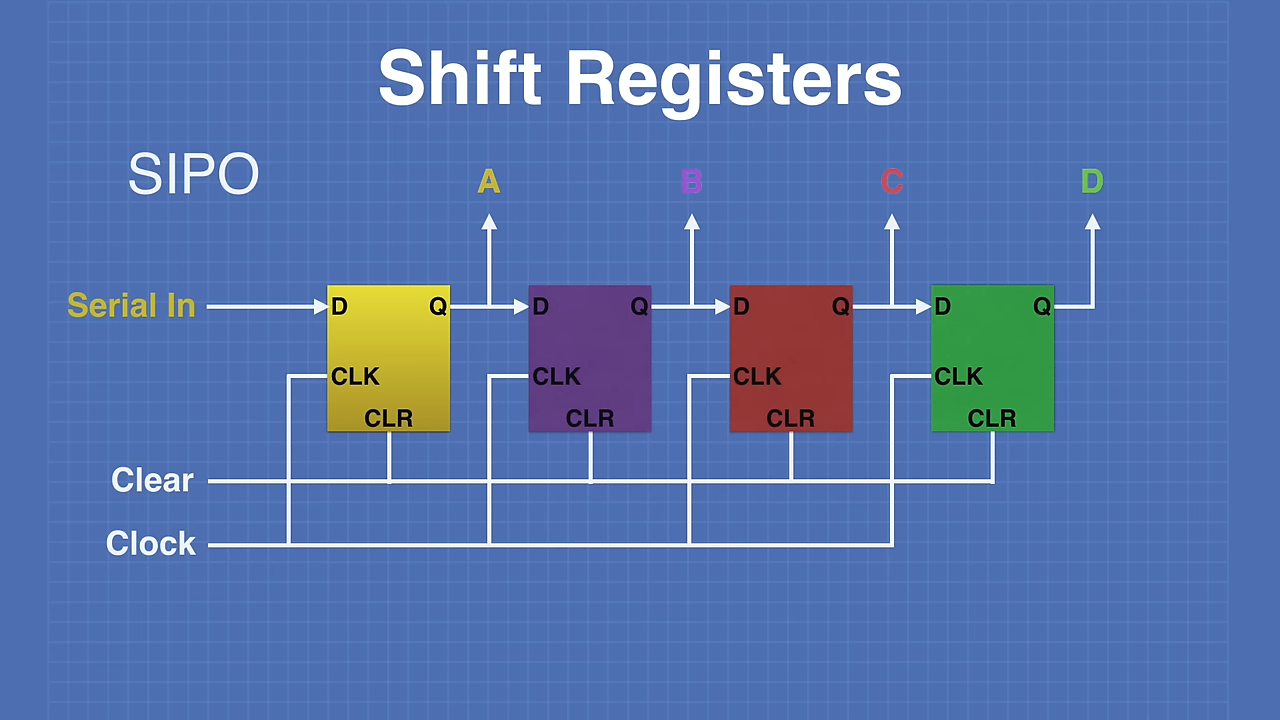 Shift Registers
SIPO
A B C D
Serial In
D Q D Q D Q D Q
CLK CLK CLK CLK
CLR CLR CLR CLR
Clear
Clock